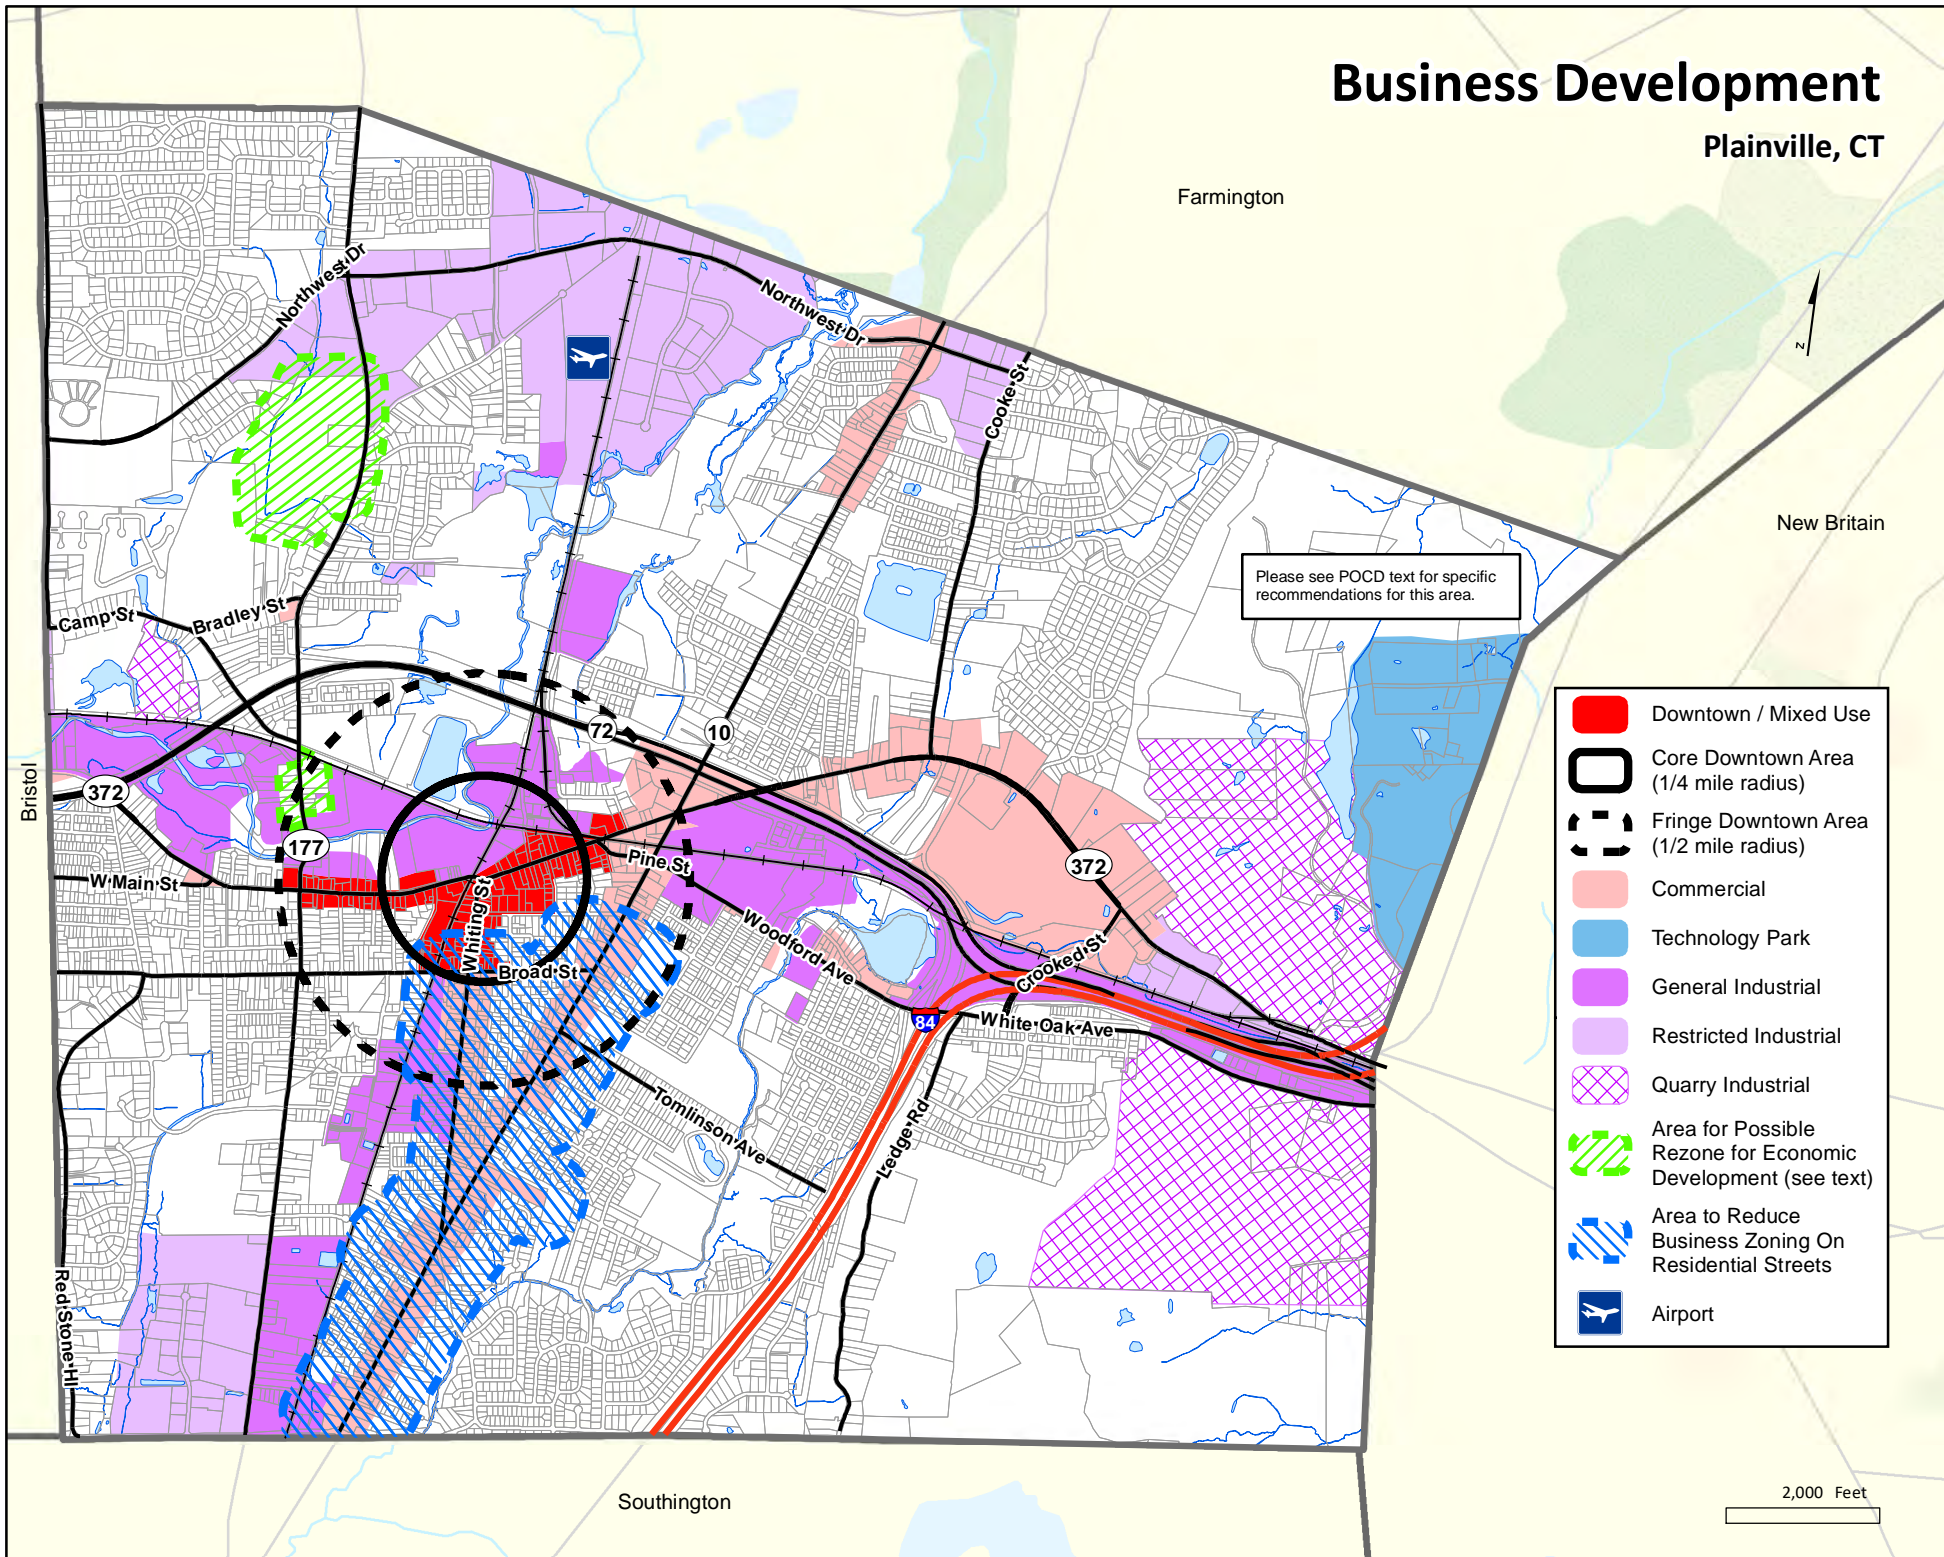 Business Development
Plainville, CT
Farmington
New Britain
Bristol
Southington
Northwest Dr
Northwest Dr
Cooke St
Please see POCD text for specific
recommendations for this area.
Camp St
Bradley St
72
10
372
177
372
W Main St
Pine St
Whiting St
Woodford Ave
Broad St
Crooked St
84
White Oak Ave
Tomlinson Ave
Ledge Rd
Red Stone Hl
z
Downtown / Mixed Use
Core Downtown Area
(1/4 mile radius)
Fringe Downtown Area
(1/2 mile radius)
Commercial
Technology Park
General Industrial
Restricted Industrial
Quarry Industrial
Area for Possible
Rezone for Economic
Development (see text)
Area to Reduce
Business Zoning On
Residential Streets
Airport
2,000 Feet